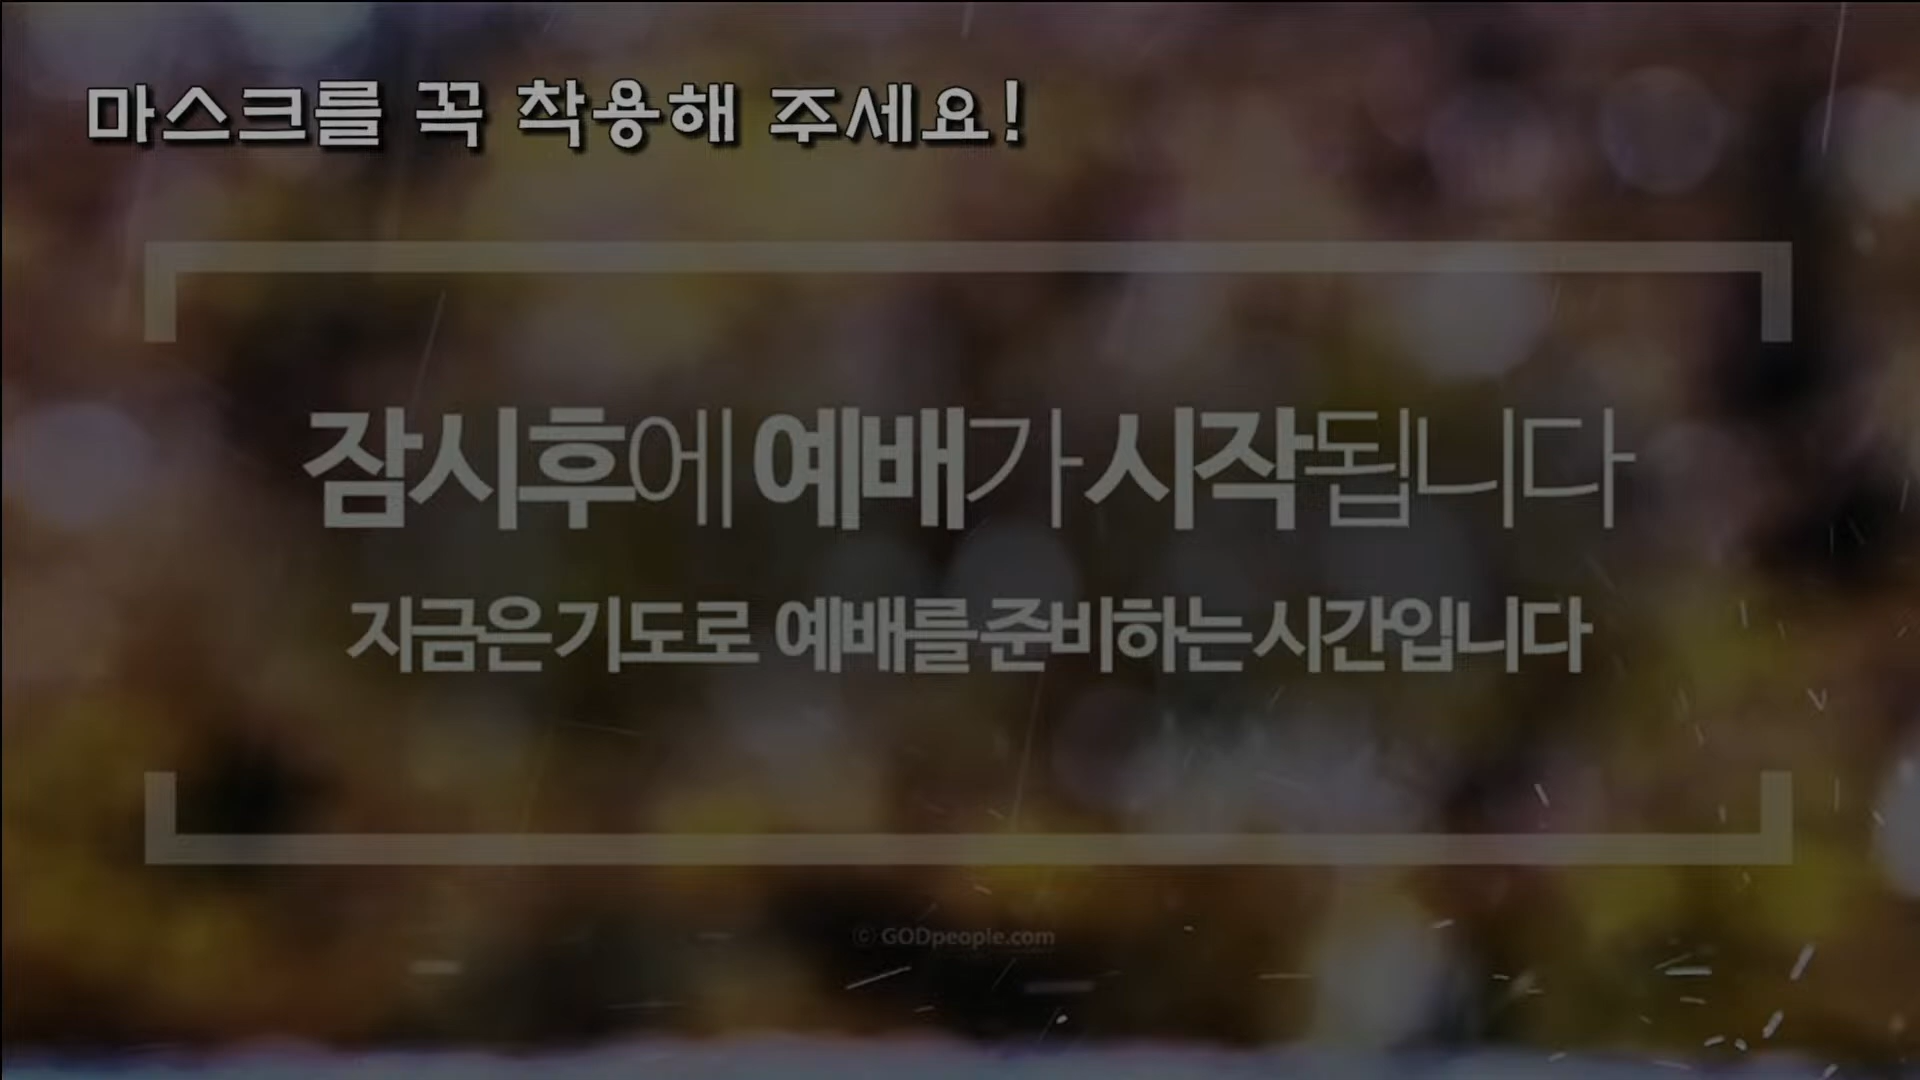 마스크를 꼭 착용해 주세요!
잠시후에 예배가 시작됩니다
지금은 기도로 예배를 준비하는 시간입니다
© GODpeople.com